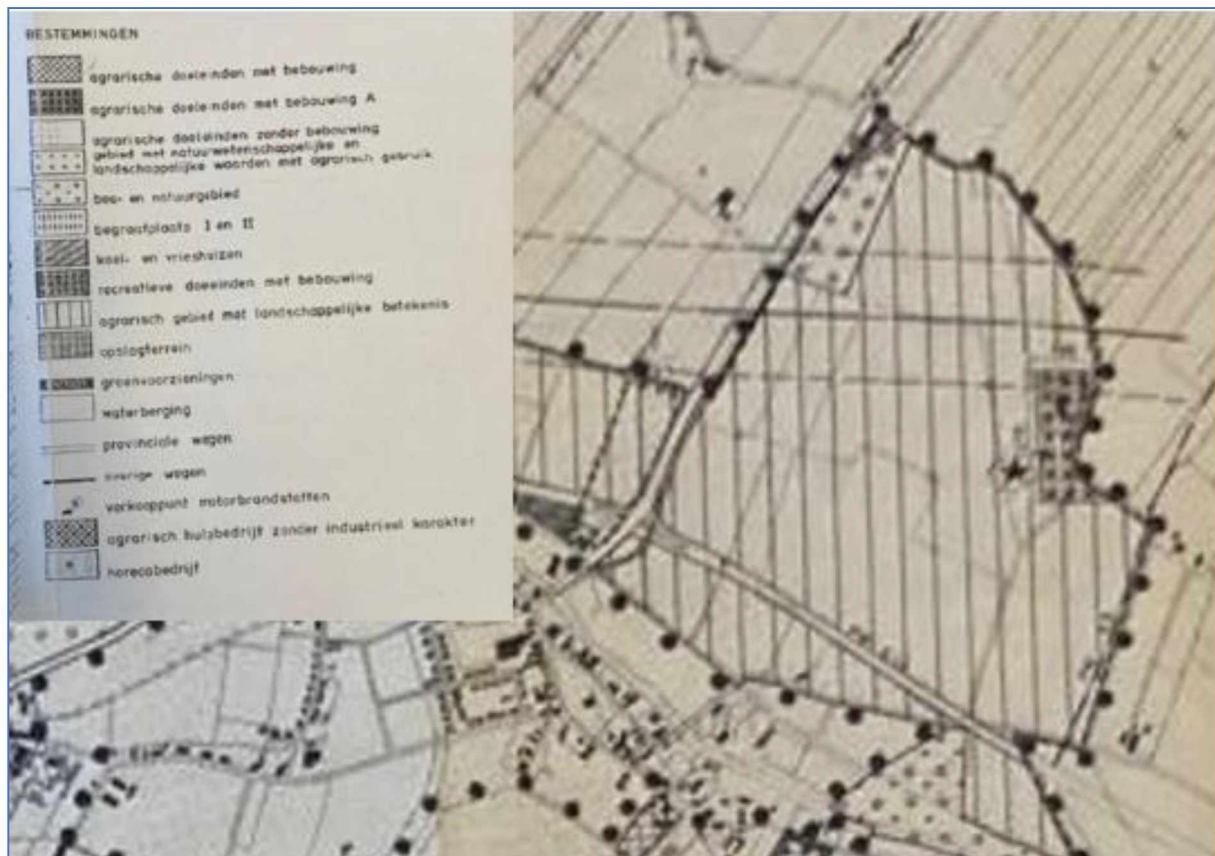 BESTEMMINGEN
agrarische doeleinden met bebouwing
agrarische doeleinden met bebouwing A
agrarische doeleinden zonder bebouwing
gebied met natuurwetenschappelijke en
landschappelijke waarden met agrarisch gebruik
bos- en natuurgebied
begraafplaats I en II
koel- en vrieshuizen
recreatieve doeleinden met bebouwing
agrarisch gebied met landschappelijke betekenis
opslagterrein
groenvoorzieningen
waterberging
provinciale wegen
overige wegen
verkooppunt motorbrandstoffen
agrarisch hulpbedrijf zonder industrieel karakter
horecabedrijf